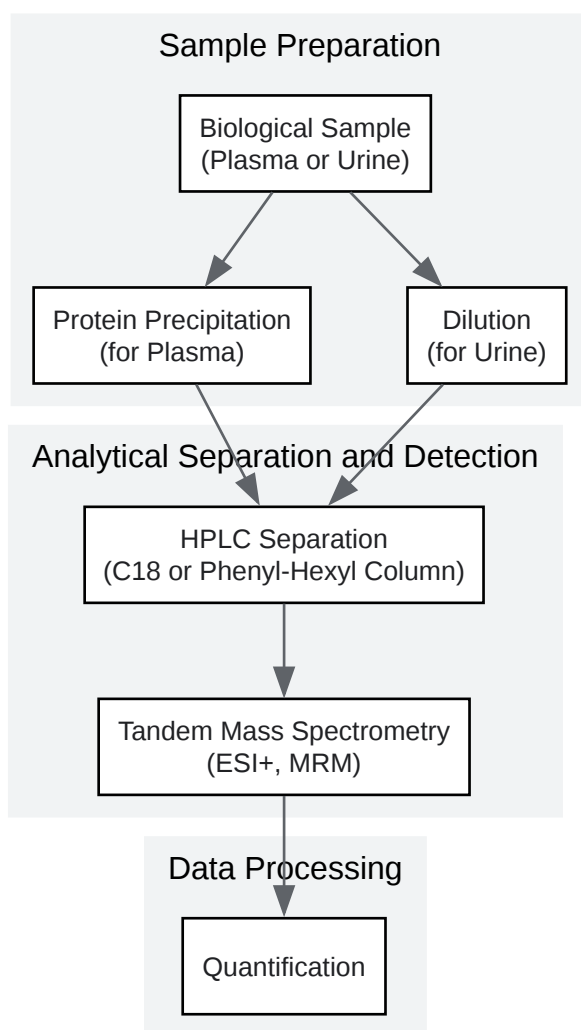 Sample Preparation
Biological Sample
(Plasma or Urine)
Protein Precipitation
(for Plasma)
Dilution
(for Urine)
Analytical Separation and Detection
HPLC Separation
(C18 or Phenyl-Hexyl Column)
Tandem Mass Spectrometry
(ESI+, MRM)
Data Processing
Quantification